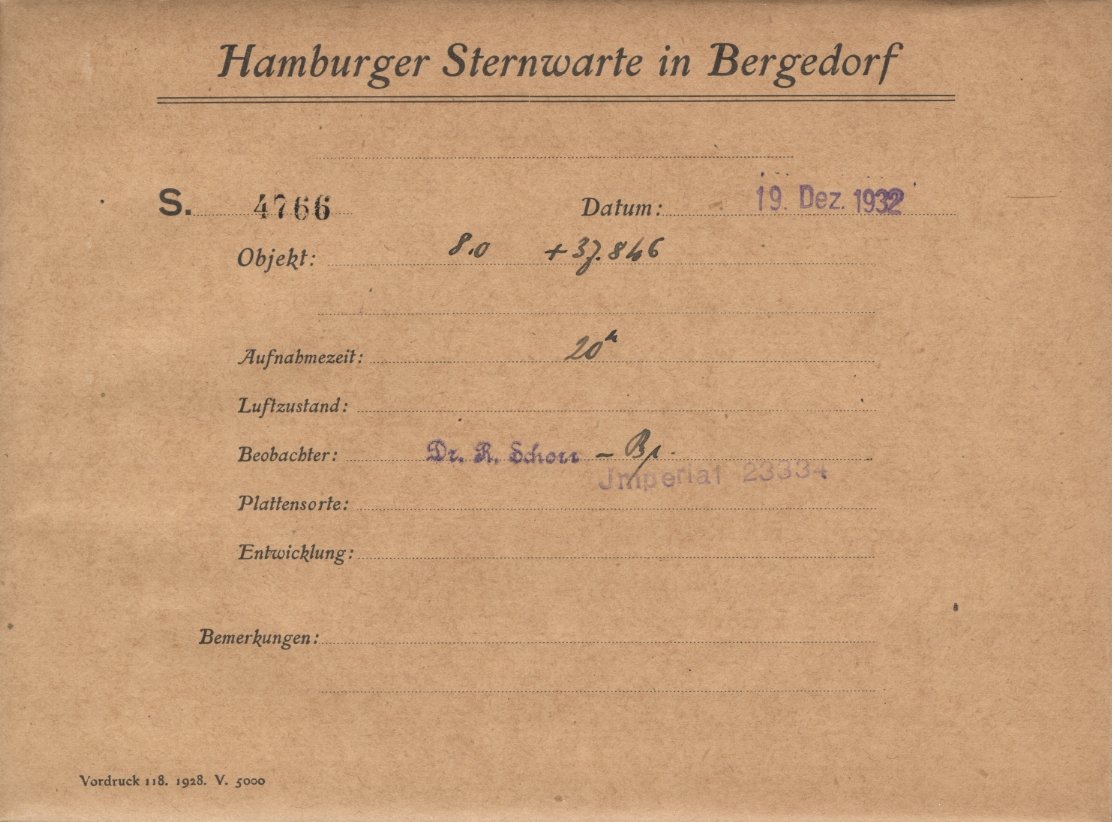 Hamburger Sternwarte in Bergedorf
S. 4766 Datum: 19. Dez. 1932
Objekt: 8.0 +37.846
Aufnahmezeit: 20ᵐ
Luftzustand:
Beobachter: Dr. R. Schorr –
Jmperial 23334
Plattensorte:
Entwicklung:
Bemerkungen:
Vordruck 118. 1928. V. 5000